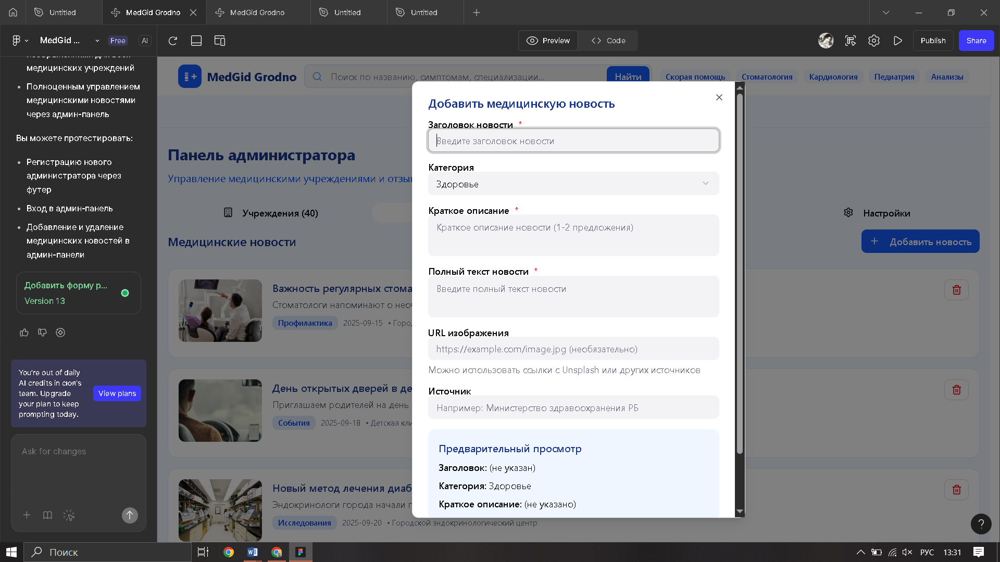 Untitled
MedGid Grodno
MedGid Grodno
Untitled
Untitled
MedGid ...
Free
AI
Preview
Code
Publish
Share
медицинских учреждений
Полноценным управлением
медицинскими новостями
через админ-панель
Вы можете протестировать:
Регистрацию нового
администратора через
футер
Вход в админ-панель
Добавление и удаление
медицинских новостей в
админ-панели
Добавить форму р...
Version 13
You're out of daily
AI credits in сюя's
team. Upgrade
your plan to keep
prompting today.
View plans
Ask for changes
MedGid Grodno
Поиск по названию, симптомам, специализации...
Найти
Скорая помощь
Стоматология
Кардиология
Педиатрия
Анализы
Панель администратора
Управление медицинскими учреждениями и отзы
Учреждения (40)
Настройки
Медицинские новости
Добавить новость
Важность регулярных стома
Стоматологи напоминают о нео
Профилактика 2025-09-15 • Горо
День открытых дверей в де
Приглашаем родителей на день
События 2025-09-18 • Детская кли
Новый метод лечения диаб
Эндокринологи города начали п
Исследования 2025-09-20 • Городской эндокринологический центр
Добавить медицинскую новость
Заголовок новости *
Введите заголовок новости
Категория
Здоровье
Краткое описание *
Краткое описание новости (1-2 предложения)
Полный текст новости *
Введите полный текст новости
URL изображения
https://example.com/image.jpg (необязательно)
Можно использовать ссылки с Unsplash или других источников
Источник
Например: Министерство здравоохранения РБ
Предварительный просмотр
Заголовок: (не указан)
Категория: Здоровье
Краткое описание: (не указано)
?
Поиск
РУС
13:31